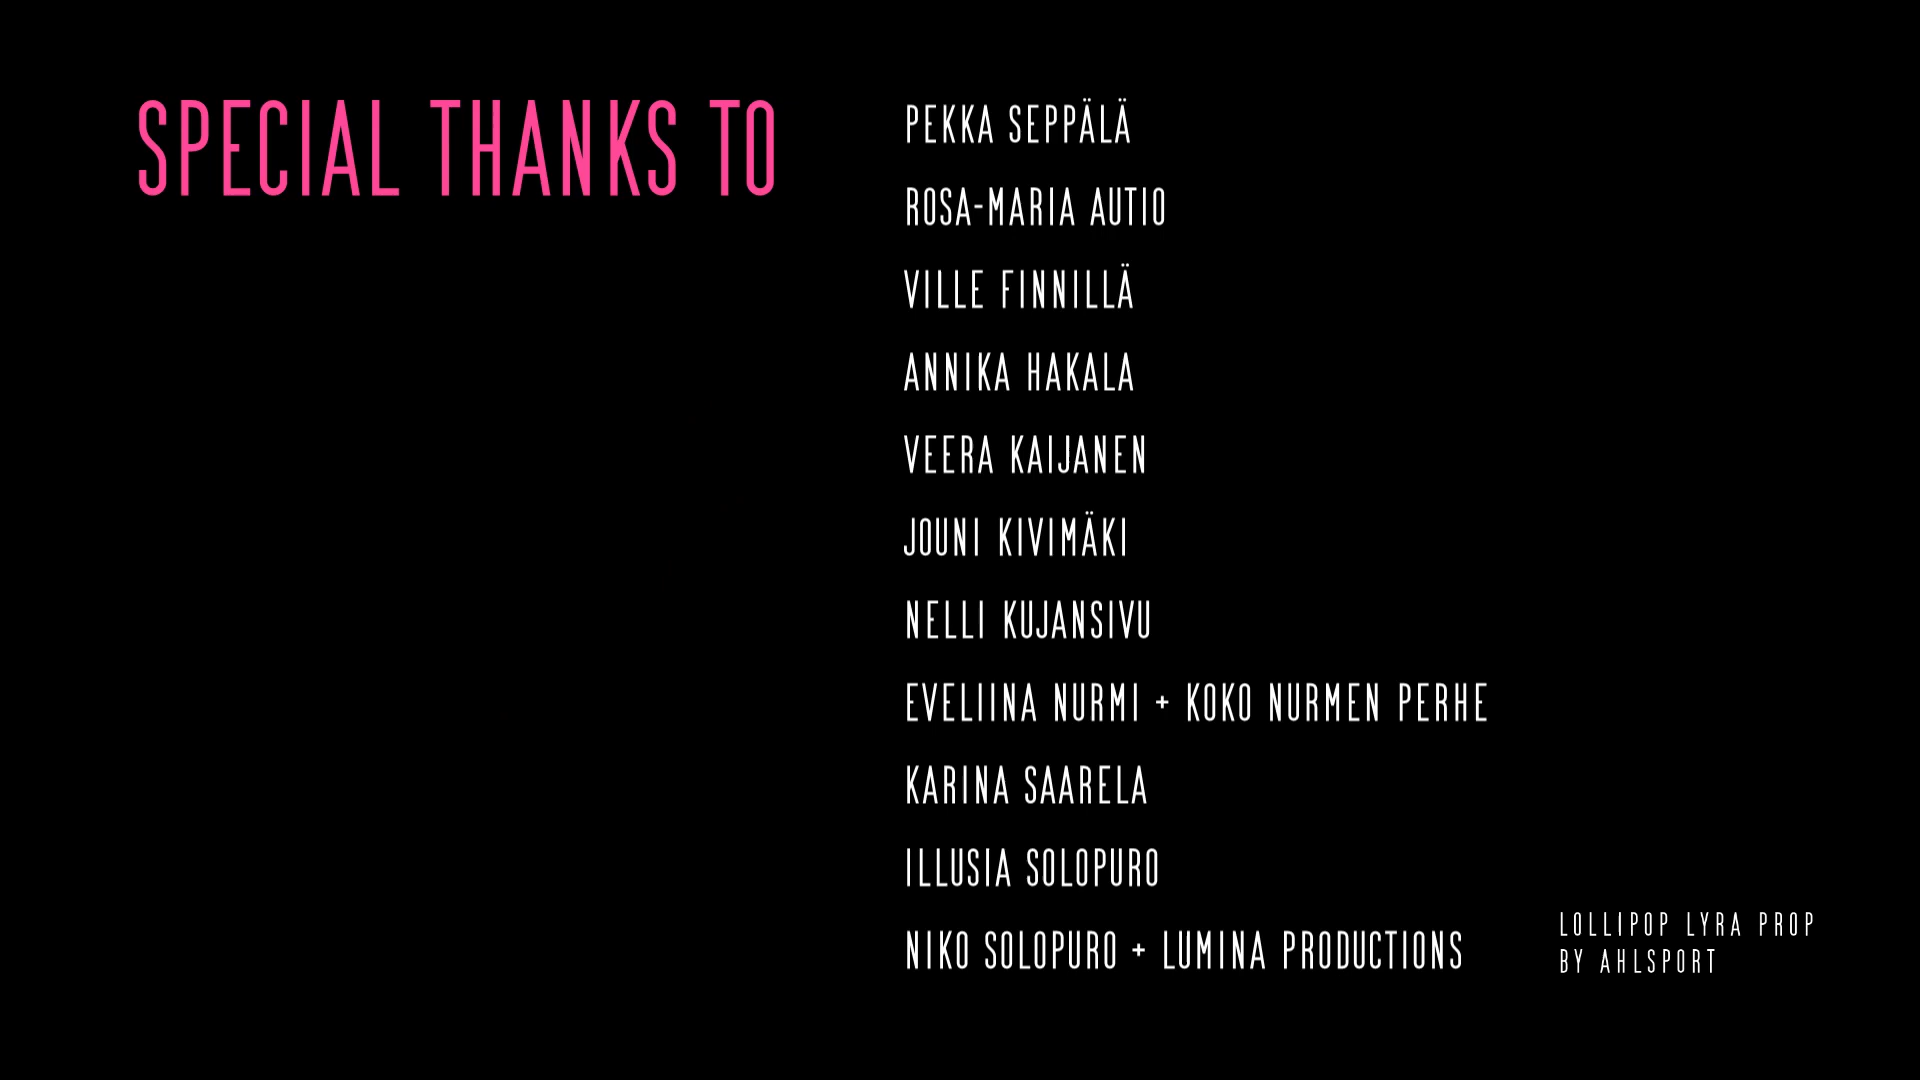 SPECIAL THANKS TO
PEKKA SEPPÄLÄ
ROSA-MARIA AUTIO
VILLE FINNILLÄ
ANNIKA HAKALA
VEERA KAIJANEN
JOUNI KIVIMÄKI
NELLI KUJANSIVU
EVELIINA NURMI + KOKO NURMEN PERHE
KARINA SAARELA
ILLUSIA SOLOPURO
NIKO SOLOPURO + LUMINA PRODUCTIONS
LOLLIPOP LYRA PROP
BY AHLSPORT